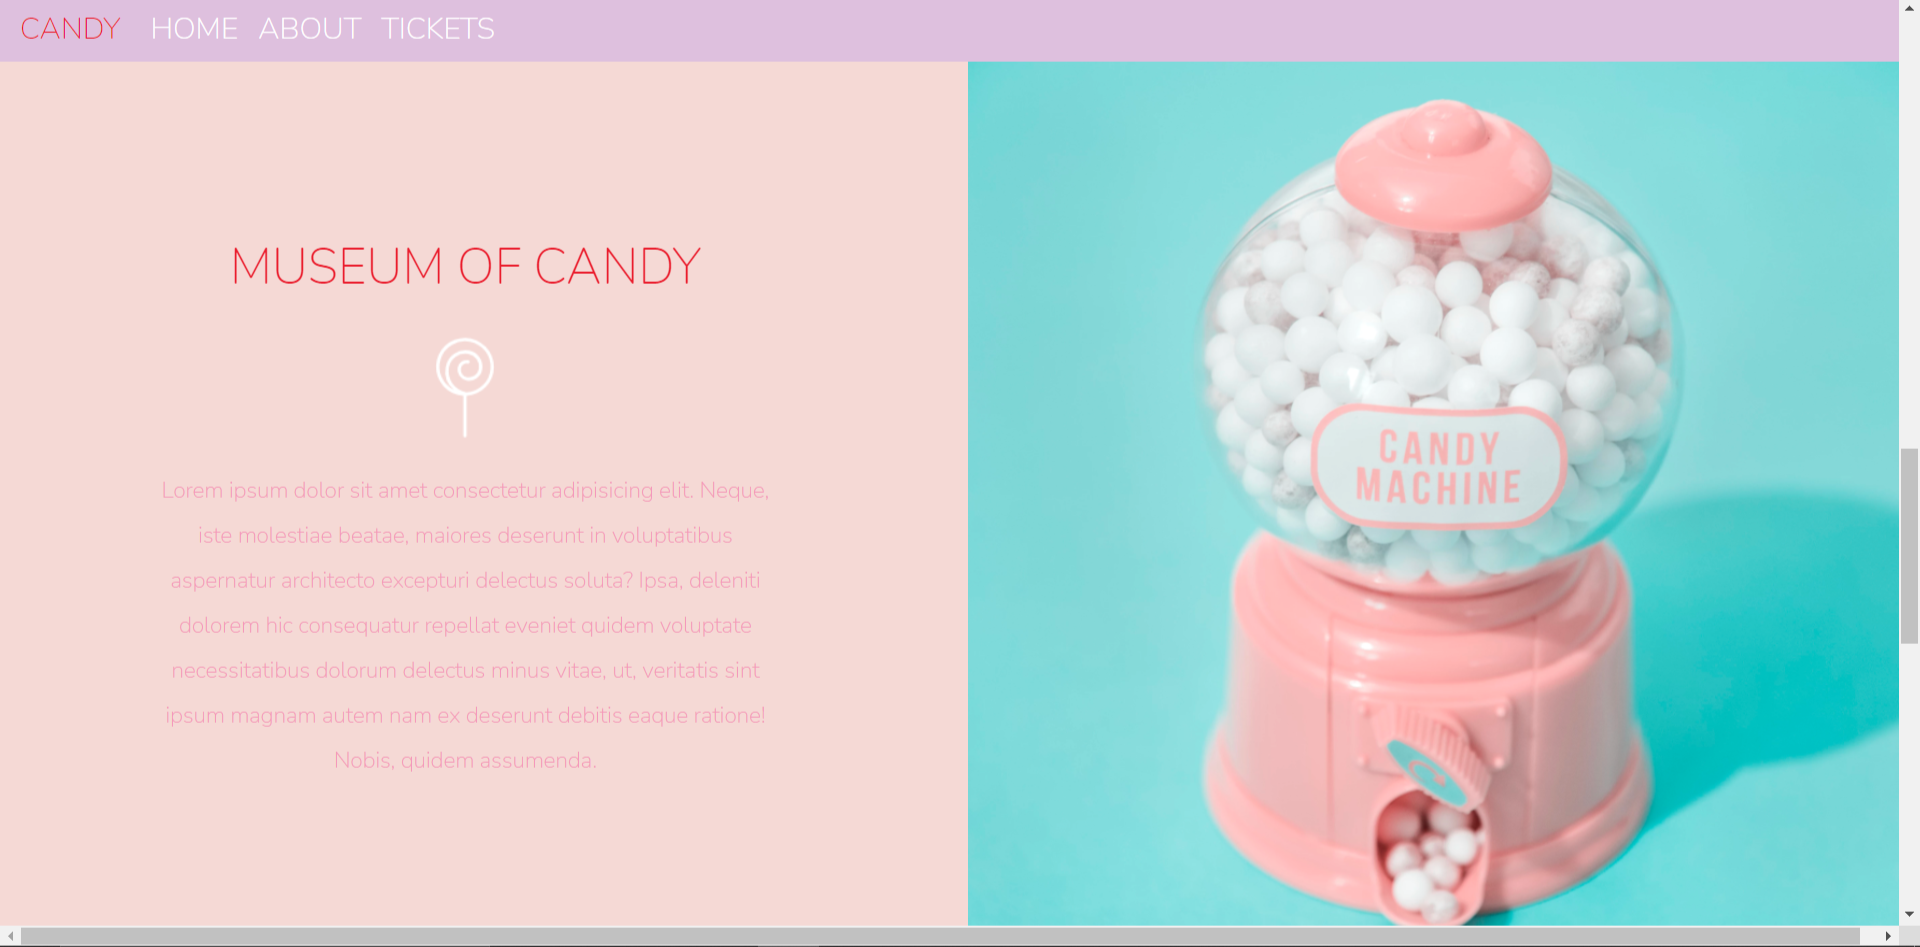 CANDY HOME ABOUT TICKETS
MUSEUM OF CANDY
Lorem ipsum dolor sit amet consectetur adipisicing elit. Neque,
iste molestiae beatae, maiores deserunt in voluptatibus
aspernatur architecto excepturi delectus soluta? Ipsa, deleniti
dolorem hic consequatur repellat eveniet quidem voluptate
necessitatibus dolorum delectus minus vitae, ut, veritatis sint
ipsum magnam autem nam ex deserunt debitis eaque ratione!
Nobis, quidem assumenda.
CANDY
MACHINE